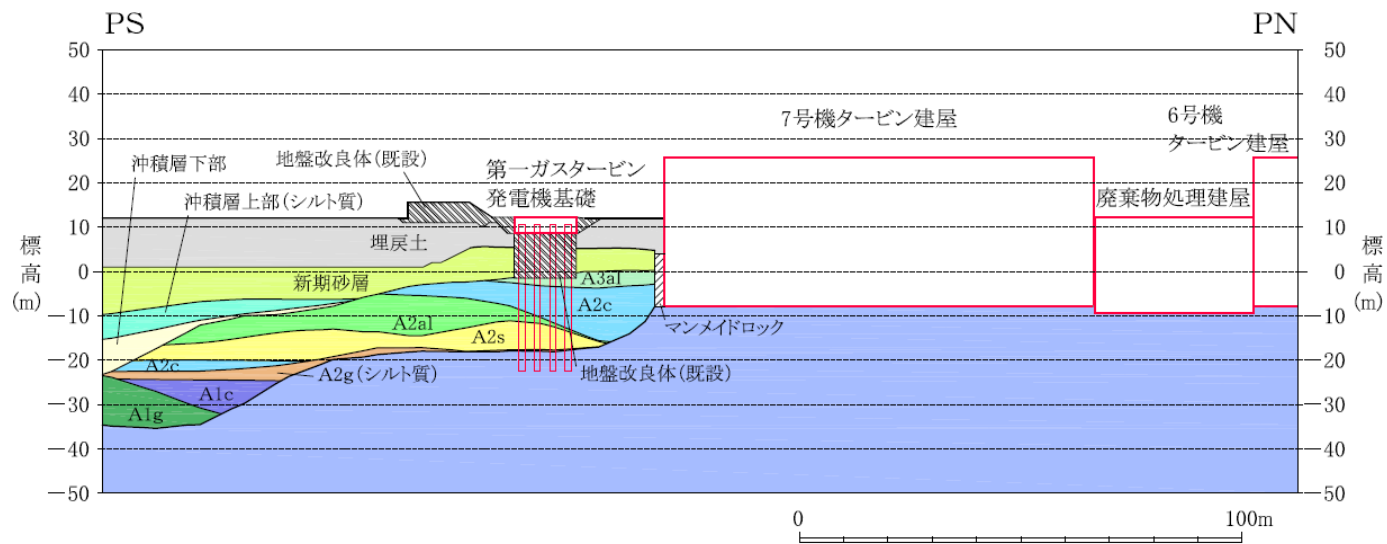 PS
PN
50
50
40
40
30
30
20
20
10
10
0
0
−10
−10
−20
−20
−30
−30
−40
−40
−50
−50
標高(m)
標高(m)
7号機タービン建屋
6号機
タービン建屋
廃棄物処理建屋
沖積層下部
地盤改良体(既設)
第一ガスタービン
発電機基礎
沖積層上部(シルト質)
埋戻土
新期砂層
A3al
A2c
A2al
A2s
マンメイドロック
A2c
A2g(シルト質)
地盤改良体(既設)
A1c
A1g
0
100m